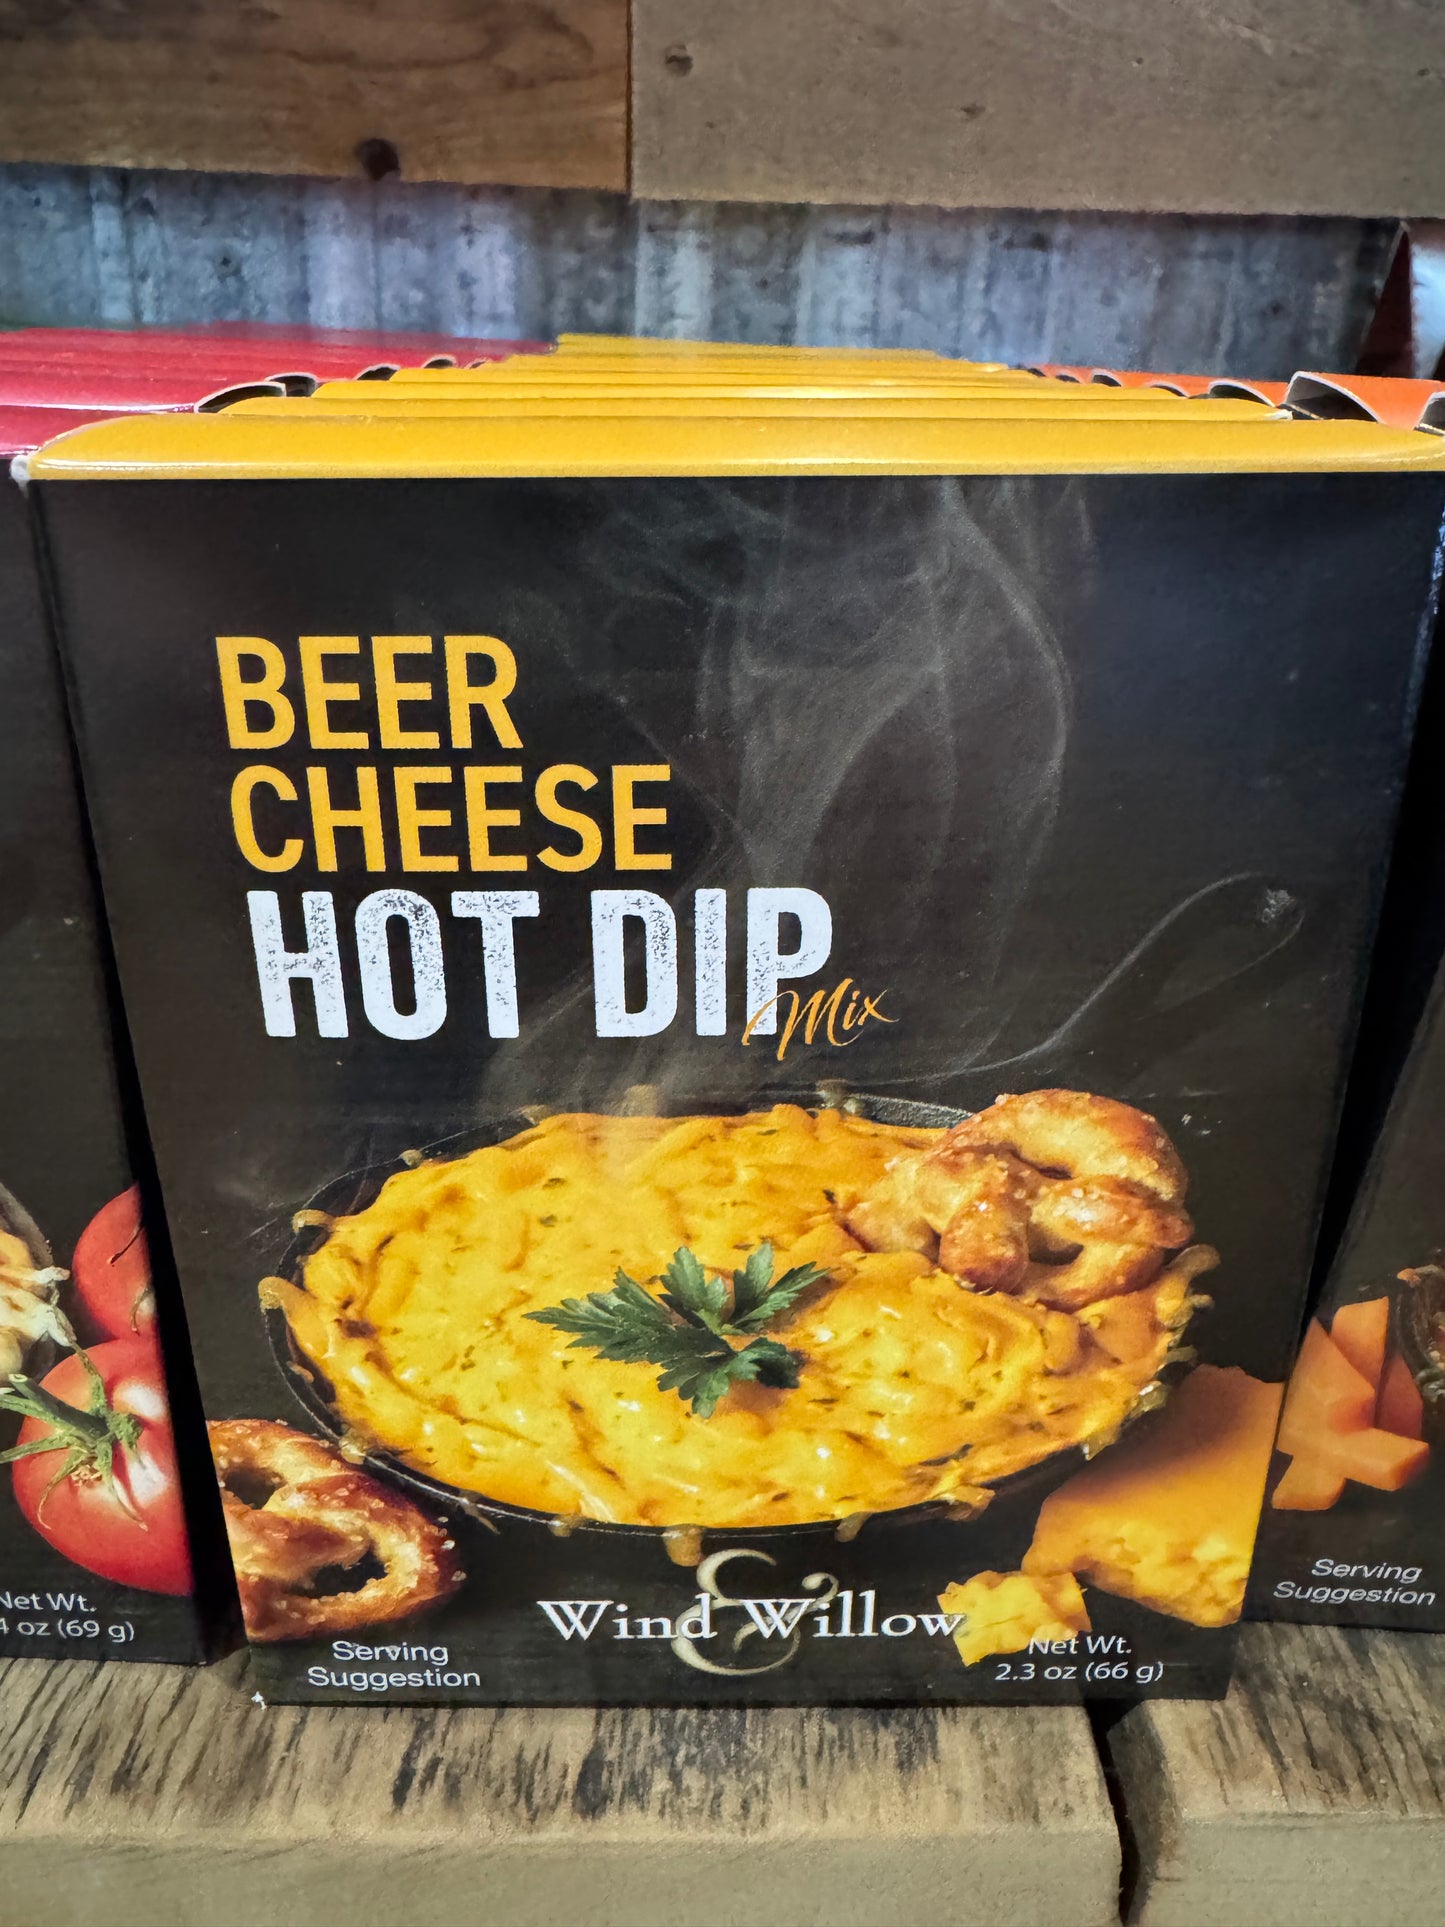 BEER
CHEESE
HOT DIP
Mix
Wind & Willow
Serving
Suggestion
Net Wt.
2.3 oz (66 g)
Net Wt.
oz (69 g)
Serving
Suggestion